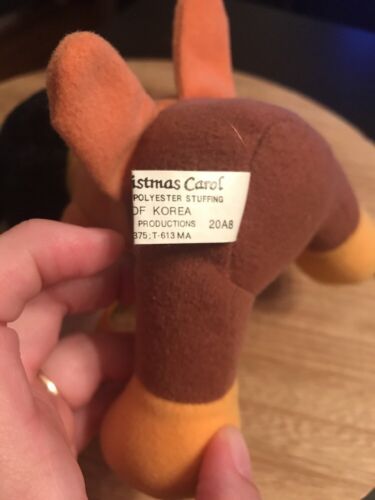 istmas Carol
POLYESTER STUFFING
OF KOREA
PRODUCTIONS 20A8
375; T-613 MA